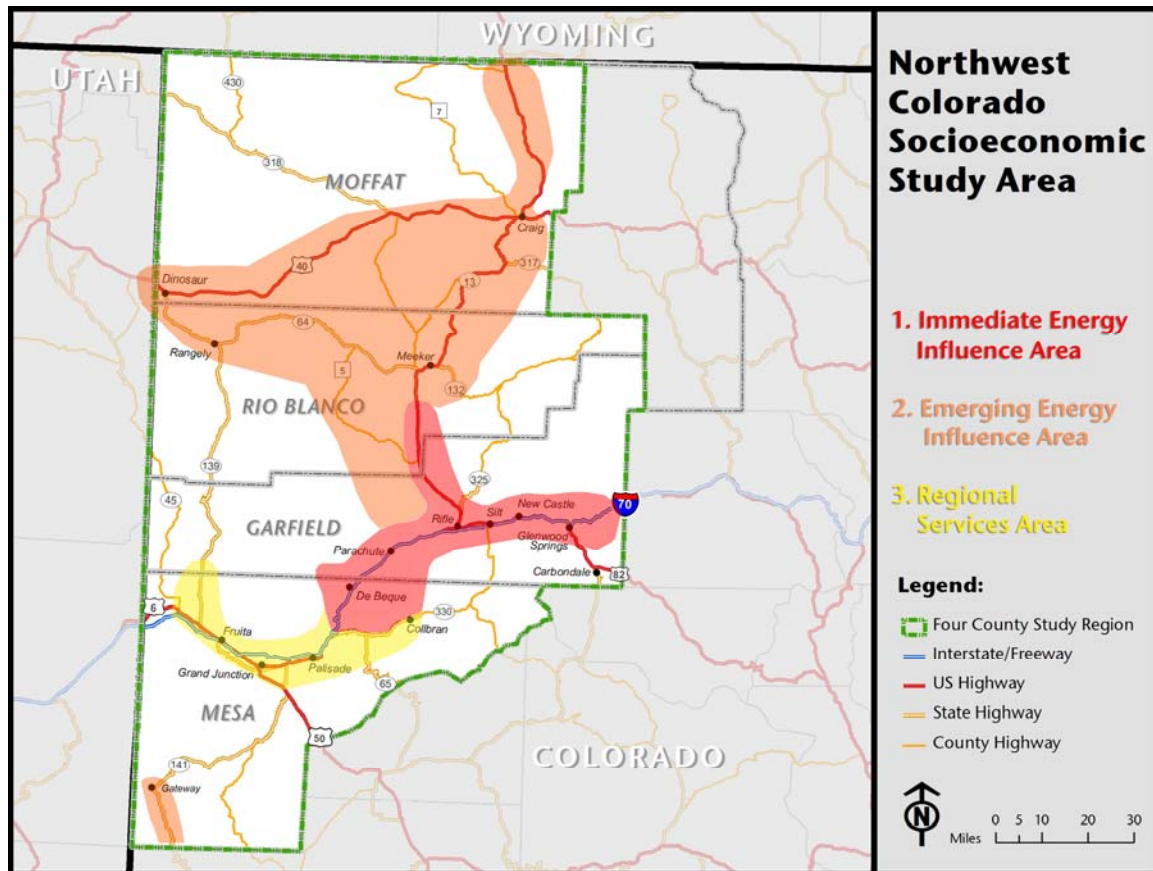 WYOMING
UTAH
430
7
318
MOFFAT
Craig
317
40
13
Dinosaur
64
Rangely
Meeker
5
132
RIO BLANCO
139
325
45
New Castle
70
Silt
Rifle
GARFIELD
Glenwood
Springs
Parachute
Carbondale
82
De Beque
6
330
Collbran
Fruita
Palisade
Grand Junction
65
MESA
50
COLORADO
141
Gateway
Northwest
Colorado
Socioeconomic
Study Area
1. Immediate Energy
Influence Area
2. Emerging Energy
Influence Area
3. Regional
Services Area
Legend:
Four County Study Region
Interstate/Freeway
US Highway
State Highway
County Highway
N
Miles
0 5 10 20 30